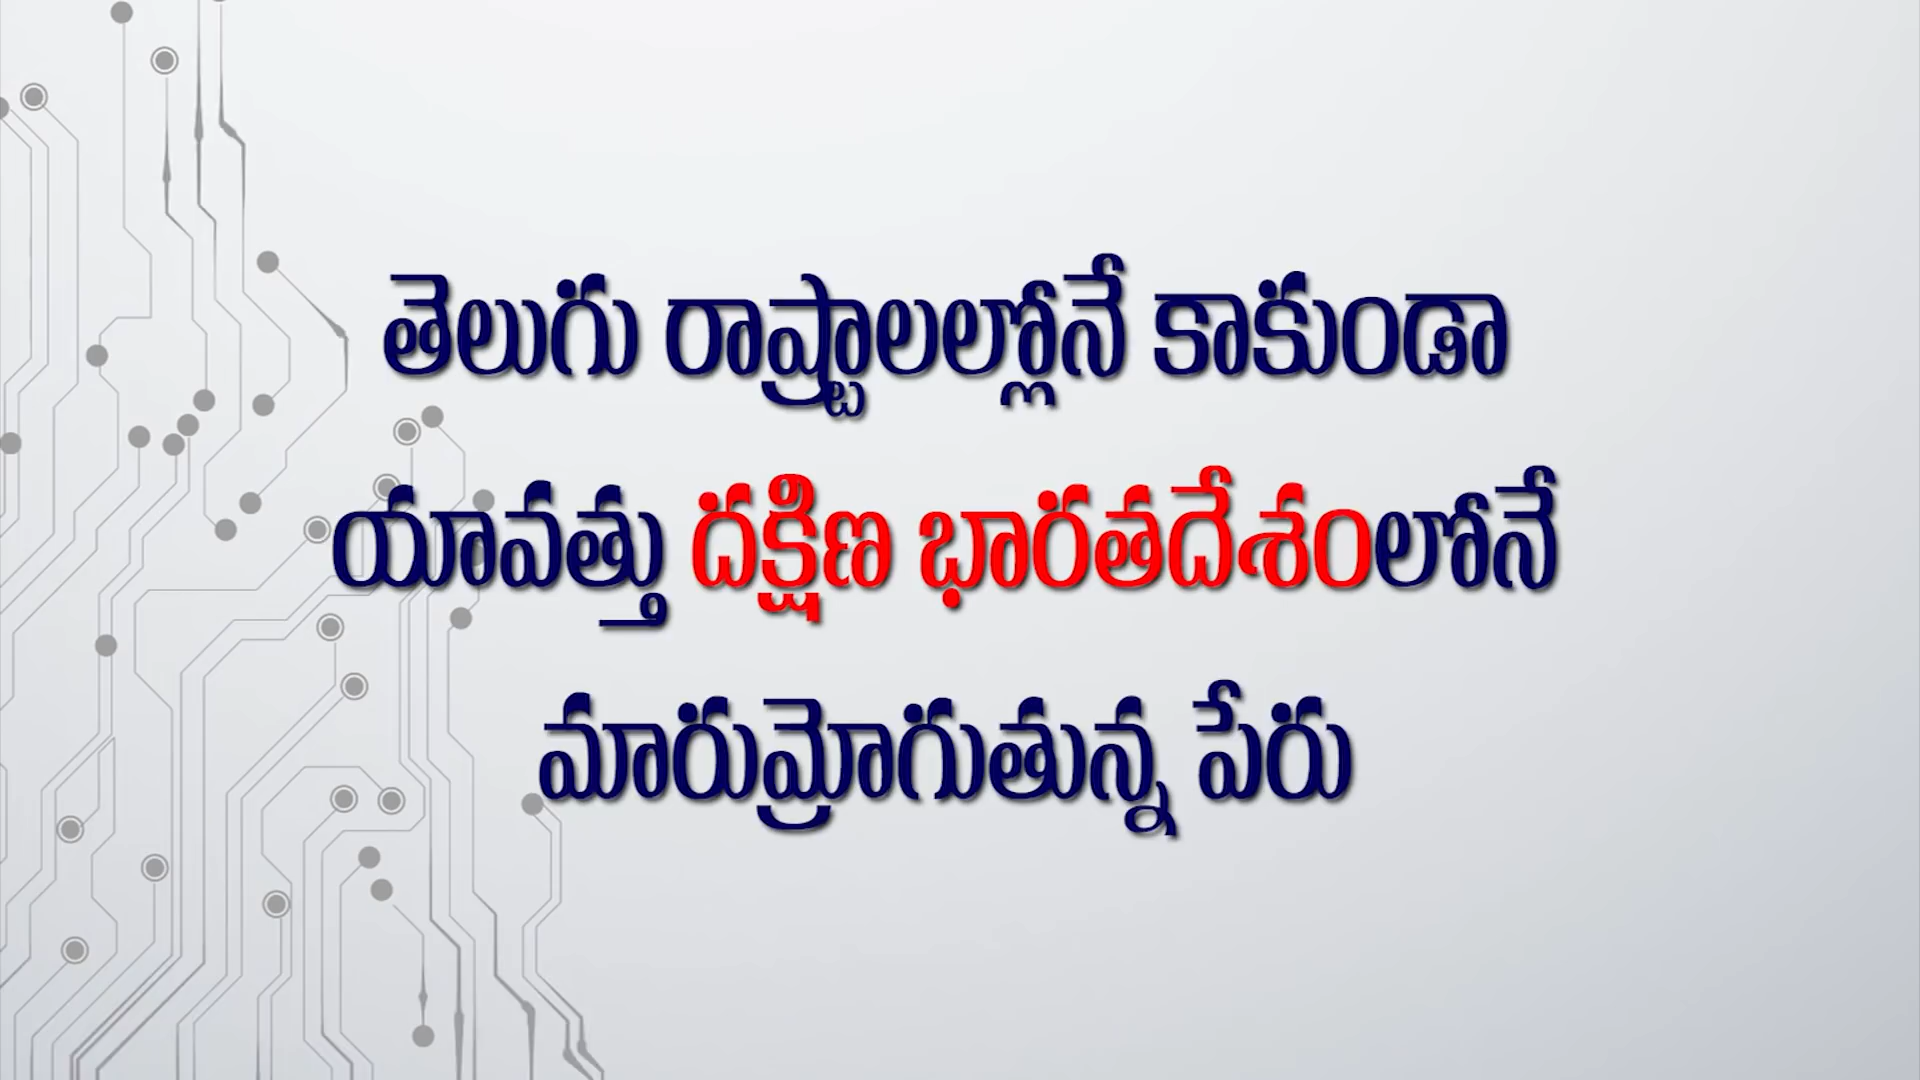 తెలుగు రాష్ట్రాలల్లోనే కాకుండా
యావత్తు దక్షిణ భారతదేశంలోనే
మారుమ్రోగుతున్న పేరు